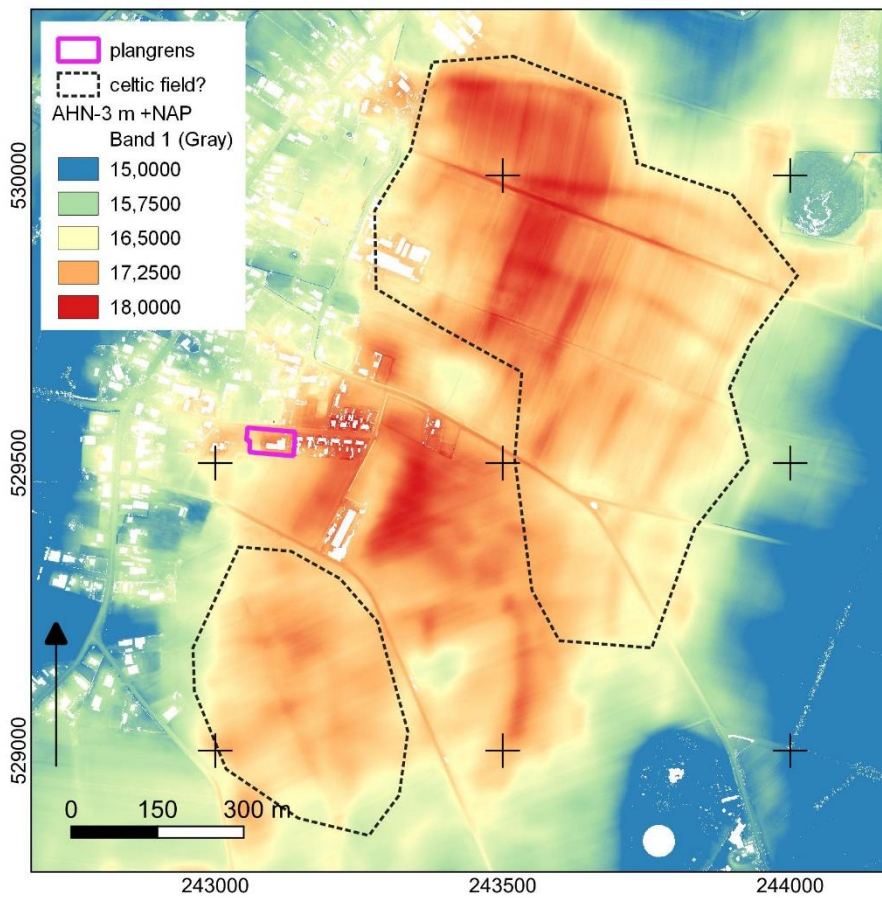 plangrens
celtic field?
AHN-3 m +NAP
Band 1 (Gray)
15,0000
15,7500
16,5000
17,2500
18,0000
530000
529500
529000
0 150 300 m
243000 243500 244000